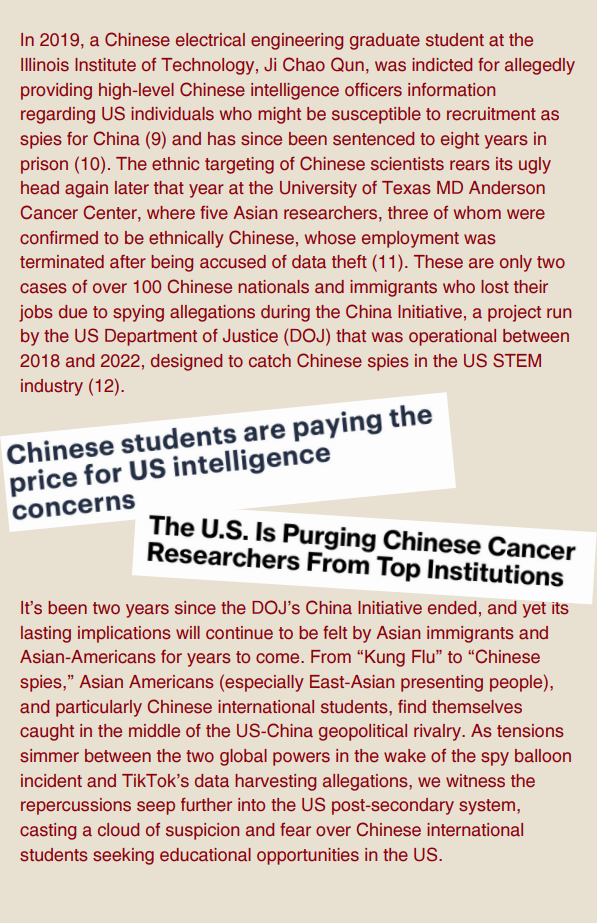 In 2019, a Chinese electrical engineering graduate student at the
Illinois Institute of Technology, Ji Chao Qun, was indicted for allegedly
providing high-level Chinese intelligence officers information
regarding US individuals who might be susceptible to recruitment as
spies for China (9) and has since been sentenced to eight years in
prison (10). The ethnic targeting of Chinese scientists rears its ugly
head again later that year at the University of Texas MD Anderson
Cancer Center, where five Asian researchers, three of whom were
confirmed to be ethnically Chinese, whose employment was
terminated after being accused of data theft (11). These are only two
cases of over 100 Chinese nationals and immigrants who lost their
jobs due to spying allegations during the China Initiative, a project run
by the US Department of Justice (DOJ) that was operational between
2018 and 2022, designed to catch Chinese spies in the US STEM
industry (12).
Chinese students are paying the
price for US intelligence
concerns
The U.S. Is Purging Chinese Cancer
Researchers From Top Institutions
It's been two years since the DOJ's China Initiative ended, and yet its
lasting implications will continue to be felt by Asian immigrants and
Asian-Americans for years to come. From “Kung Flu” to “Chinese
spies,” Asian Americans (especially East-Asian presenting people),
and particularly Chinese international students, find themselves
caught in the middle of the US-China geopolitical rivalry. As tensions
simmer between the two global powers in the wake of the spy balloon
incident and TikTok's data harvesting allegations, we witness the
repercussions seep further into the US post-secondary system,
casting a cloud of suspicion and fear over Chinese international
students seeking educational opportunities in the US.